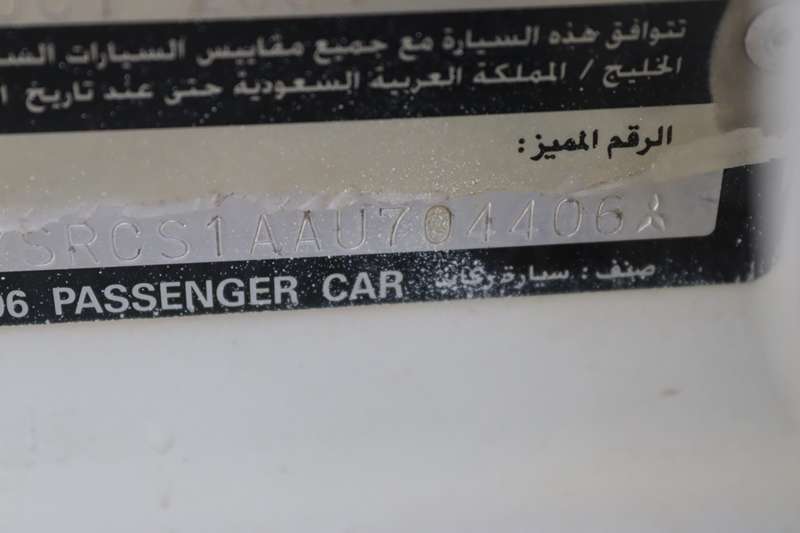 تتوافق هذه السيارة مع جميع مقاييس السيارات
الخليج / المملكة العربية السعودية حتى عند تاريخ
الرقم المميز:
SRCS1AAU704406
06 PASSENGER CAR صنف : سيارة ركاب